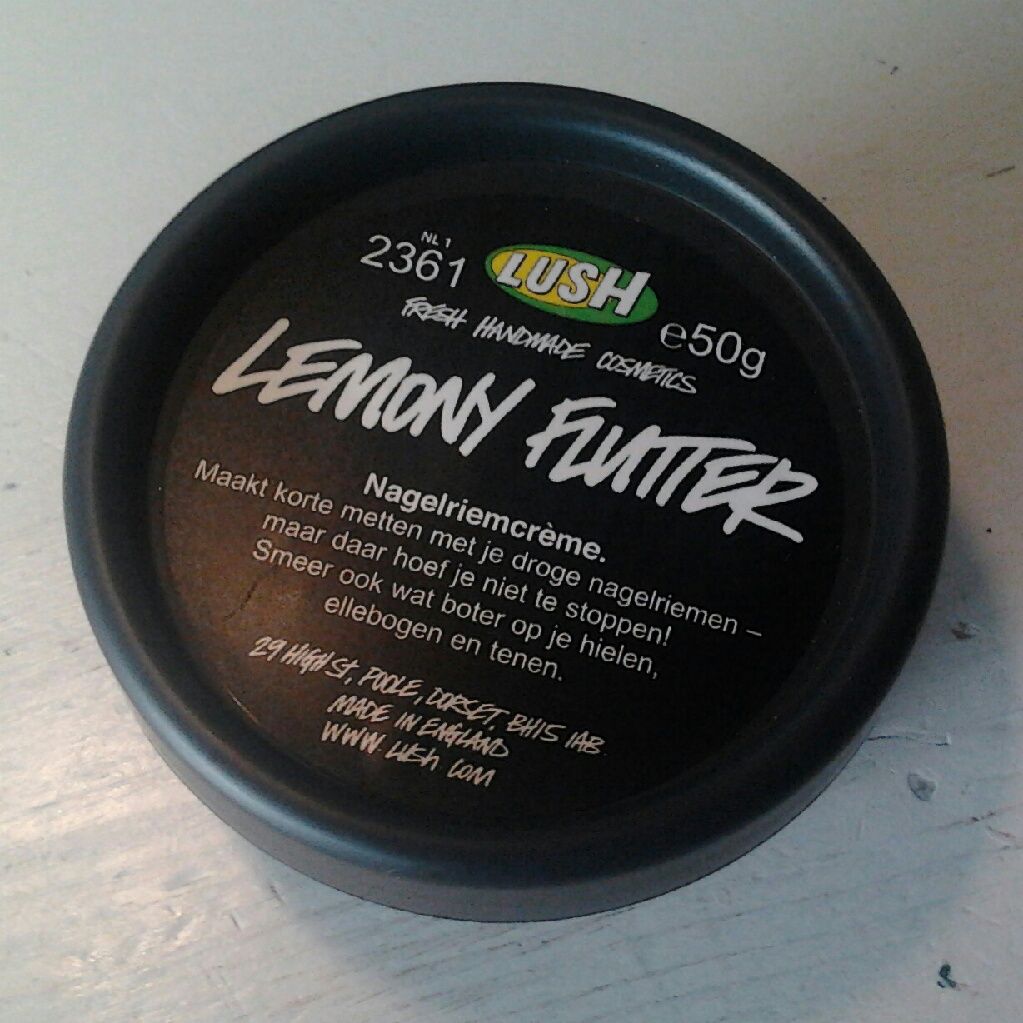 NL 1
2361 LUSH e50g
FRESH HANDMADE COSMETICS
LEMONY FLUTTER
Nagelriemcrème.
Maakt korte metten met je droge nagelriemen –
maar daar hoef je niet te stoppen!
Smeer ook wat boter op je hielen,
ellebogen en tenen.
29 HIGH ST, POOLE, DORSET, BH15 1AB.
MADE IN ENGLAND
WWW.LUSH.COM